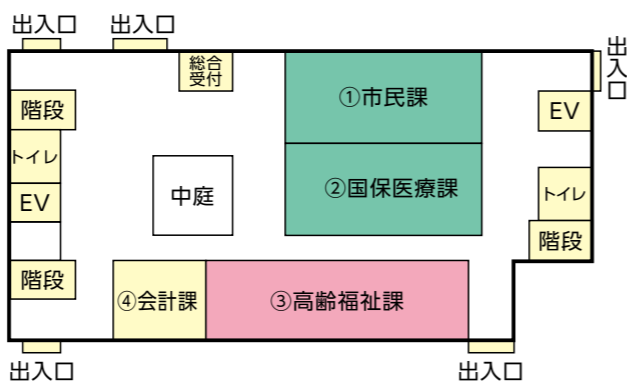 出入口
出入口
出入口
総合
受付
①市民課
階段
EV
トイレ
②国保医療課
中庭
トイレ
EV
階段
階段
④会計課
③高齢福祉課
出入口
出入口